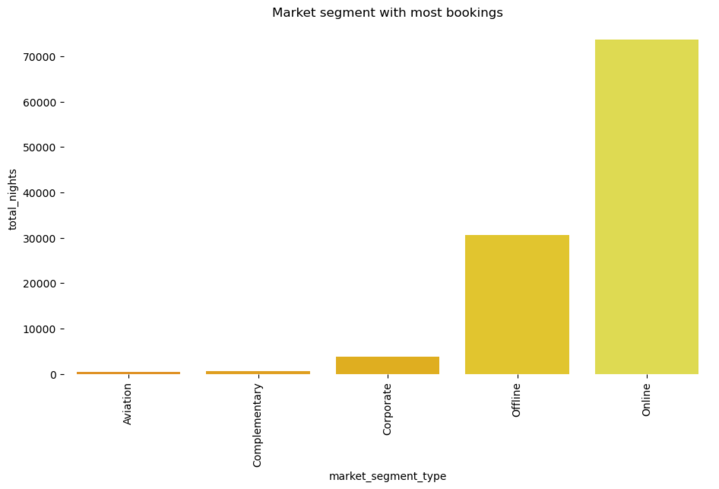 Market segment with most bookings
total_nights
70000
60000
50000
40000
30000
20000
10000
0
Aviation
Complementary
Corporate
Offline
Online
market_segment_type